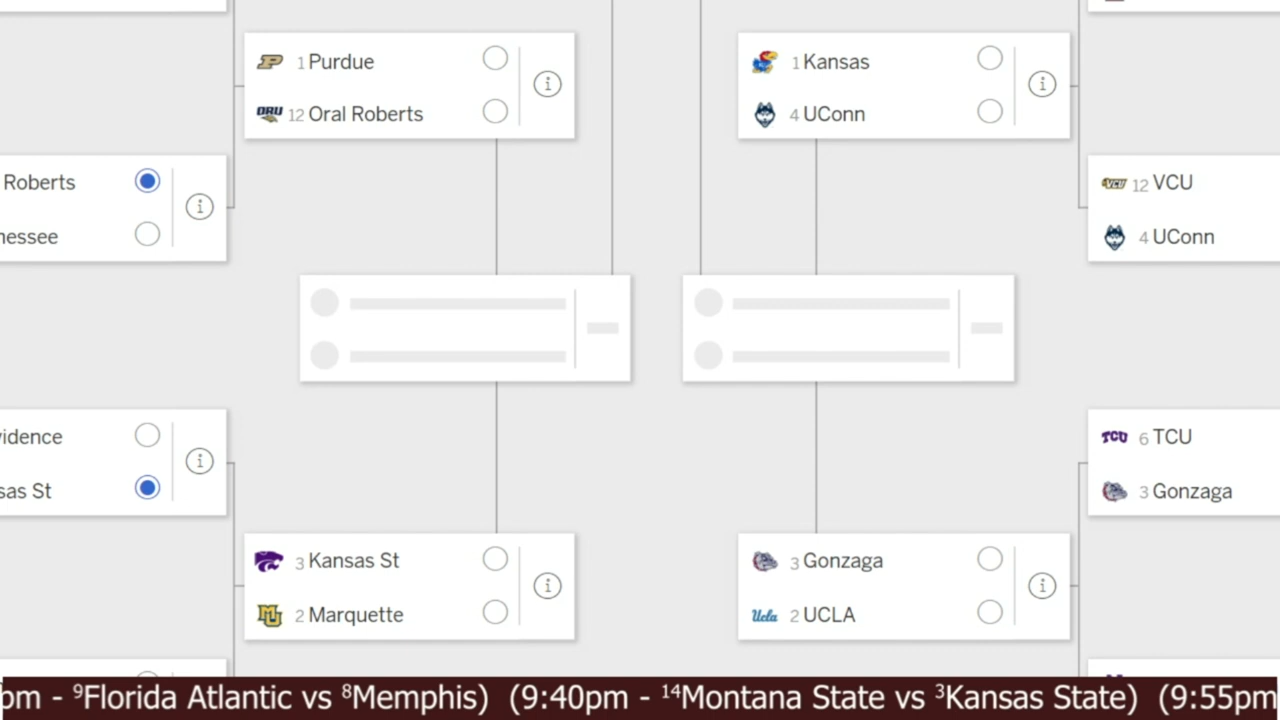 1 Purdue
12 Oral Roberts
1 Kansas
4 UConn
Roberts
nessee
12 VCU
4 UConn
vidence
sas St
6 TCU
3 Gonzaga
3 Kansas St
2 Marquette
3 Gonzaga
2 UCLA
pm - 9Florida Atlantic vs 8Memphis) (9:40pm - 14Montana State vs 3Kansas State) (9:55pm